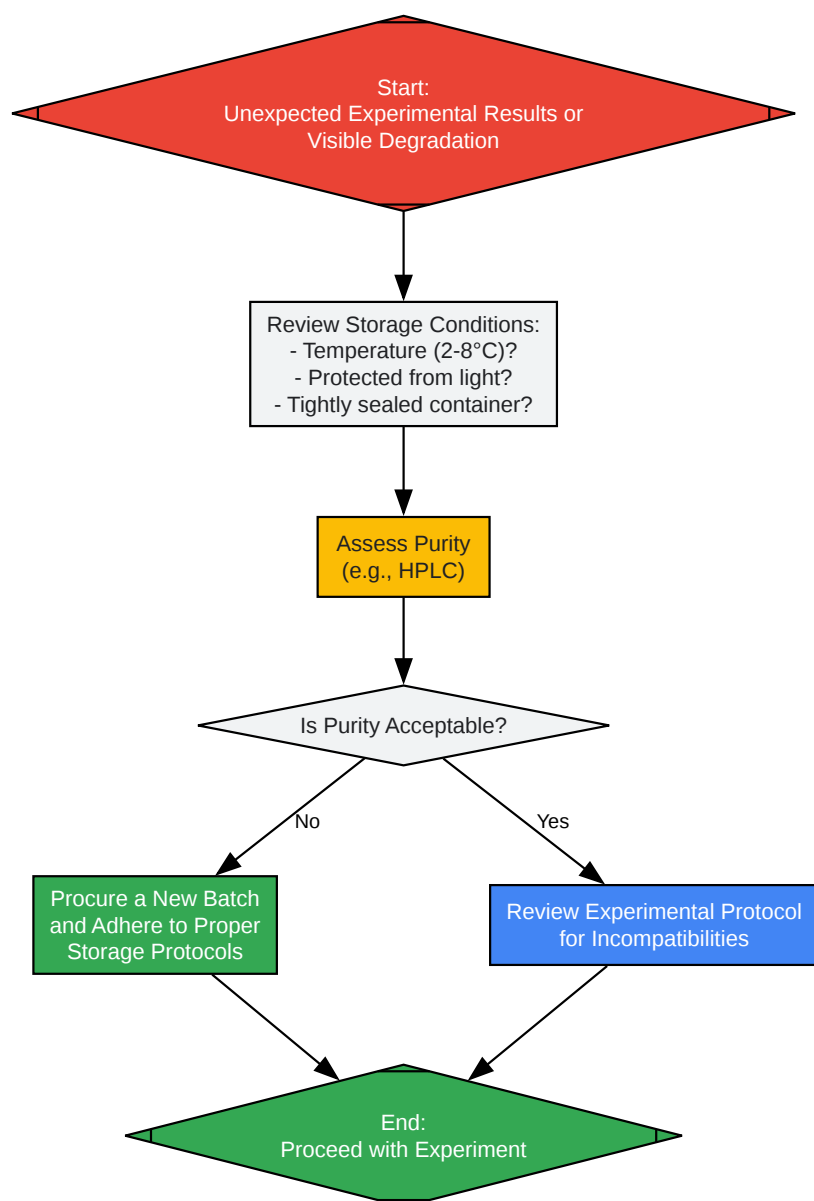 Start:
Unexpected Experimental Results or
Visible Degradation
Review Storage Conditions:
- Temperature (2-8°C)?
- Protected from light?
- Tightly sealed container?
Assess Purity
(e.g., HPLC)
Is Purity Acceptable?
No
Yes
Procure a New Batch
and Adhere to Proper
Storage Protocols
Review Experimental Protocol
for Incompatibilities
End:
Proceed with Experiment